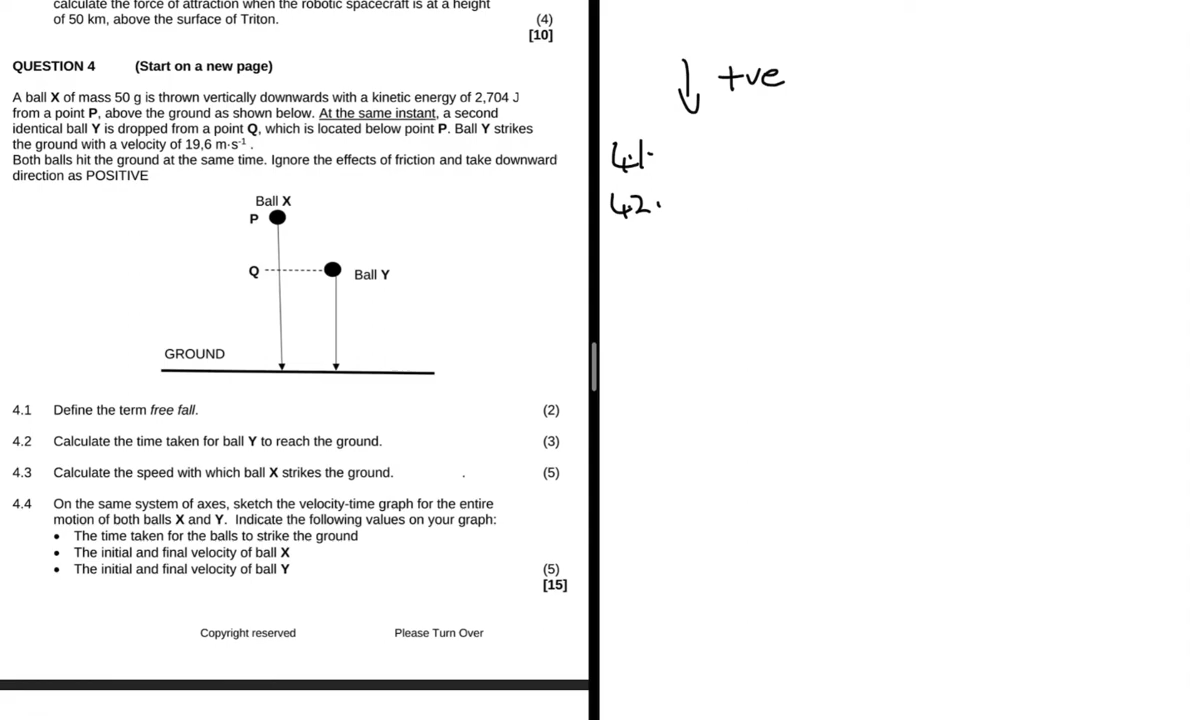 calculate the force of attraction when the robotic spacecraft is at a height
of 50 km, above the surface of Triton. (4)
[10]
QUESTION 4 (Start on a new page)
A ball X of mass 50 g is thrown vertically downwards with a kinetic energy of 2,704 J
from a point P, above the ground as shown below. At the same instant, a second
identical ball Y is dropped from a point Q, which is located below point P. Ball Y strikes
the ground with a velocity of 19,6 m·s⁻¹ .
Both balls hit the ground at the same time. Ignore the effects of friction and take downward
direction as POSITIVE
Ball X
P
Q
Ball Y
GROUND
4.1 Define the term free fall. (2)
4.2 Calculate the time taken for ball Y to reach the ground. (3)
4.3 Calculate the speed with which ball X strikes the ground. (5)
4.4 On the same system of axes, sketch the velocity-time graph for the entire
motion of both balls X and Y. Indicate the following values on your graph:
• The time taken for the balls to strike the ground
• The initial and final velocity of ball X
• The initial and final velocity of ball Y (5)
[15]
Copyright reserved Please Turn Over
+ve
4.1.
4.2.